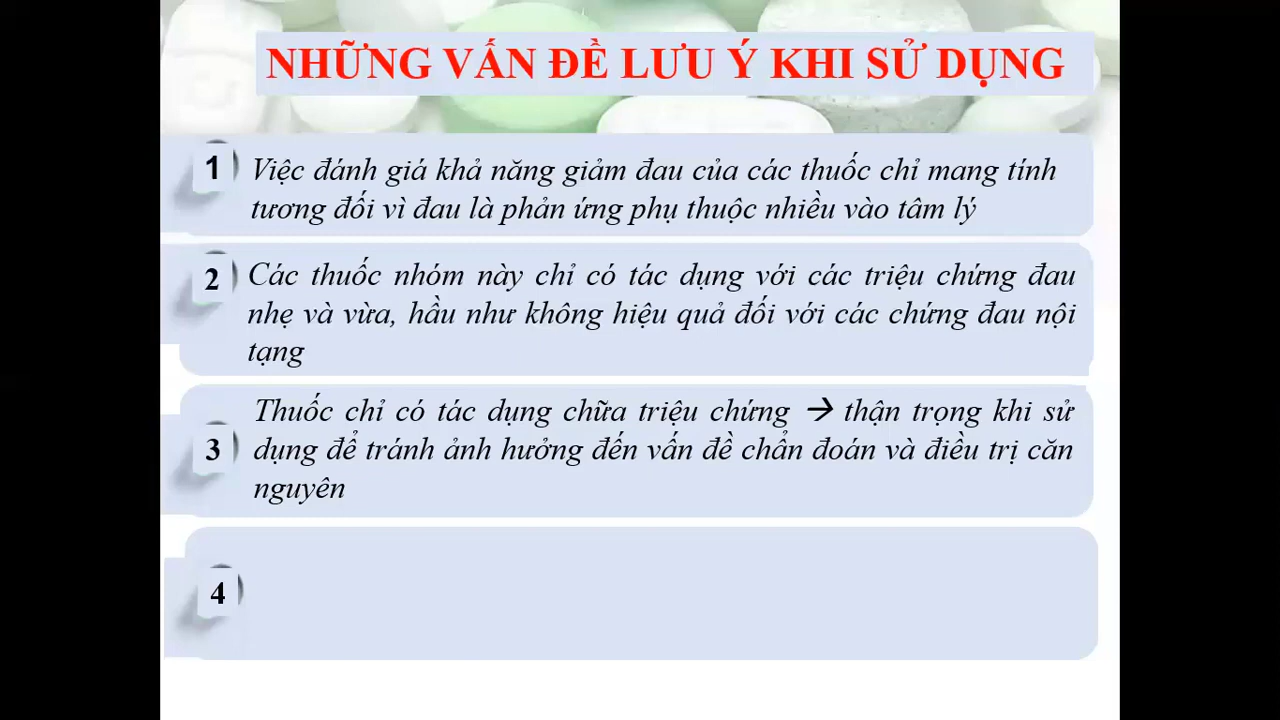 NHỮNG VẤN ĐỀ LƯU Ý KHI SỬ DỤNG
1 Việc đánh giá khả năng giảm đau của các thuốc chỉ mang tính
tương đối vì đau là phản ứng phụ thuộc nhiều vào tâm lý
2 Các thuốc nhóm này chỉ có tác dụng với các triệu chứng đau
nhẹ và vừa, hầu như không hiệu quả đối với các chứng đau nội
tạng
3 Thuốc chỉ có tác dụng chữa triệu chứng → thận trọng khi sử
dụng để tránh ảnh hưởng đến vấn đề chẩn đoán và điều trị căn
nguyên
4